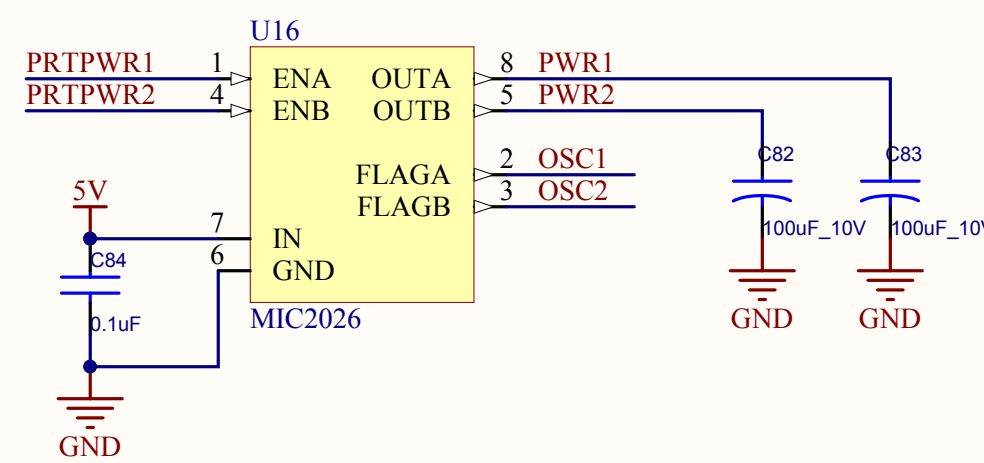 U16
PRTPWR1 1 ENA OUTA 8 PWR1
PRTPWR2 4 ENB OUTB 5 PWR2
C82 C83
FLAGA 2 OSC1
5V FLAGB 3 OSC2
7 IN 100uF_10V 100uF_10V
C84 6 GND
0.1uF MIC2026 GND GND
GND